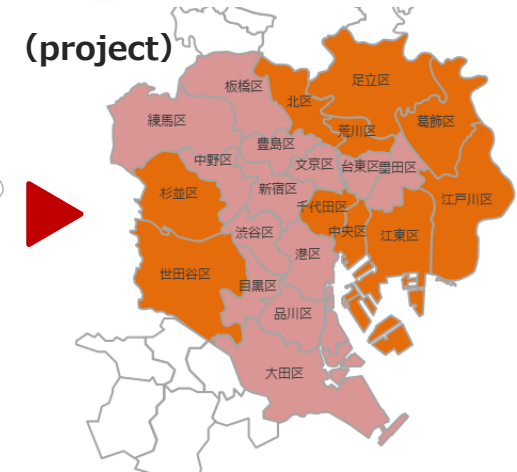 (project)
板橋区
足立区
北区
練馬区
荒川区
葛飾区
豊島区
中野区
文京区
台東区
墨田区
杉並区
新宿区
千代田区
江戸川区
渋谷区
中央区
江東区
港区
世田谷区
目黒区
品川区
大田区